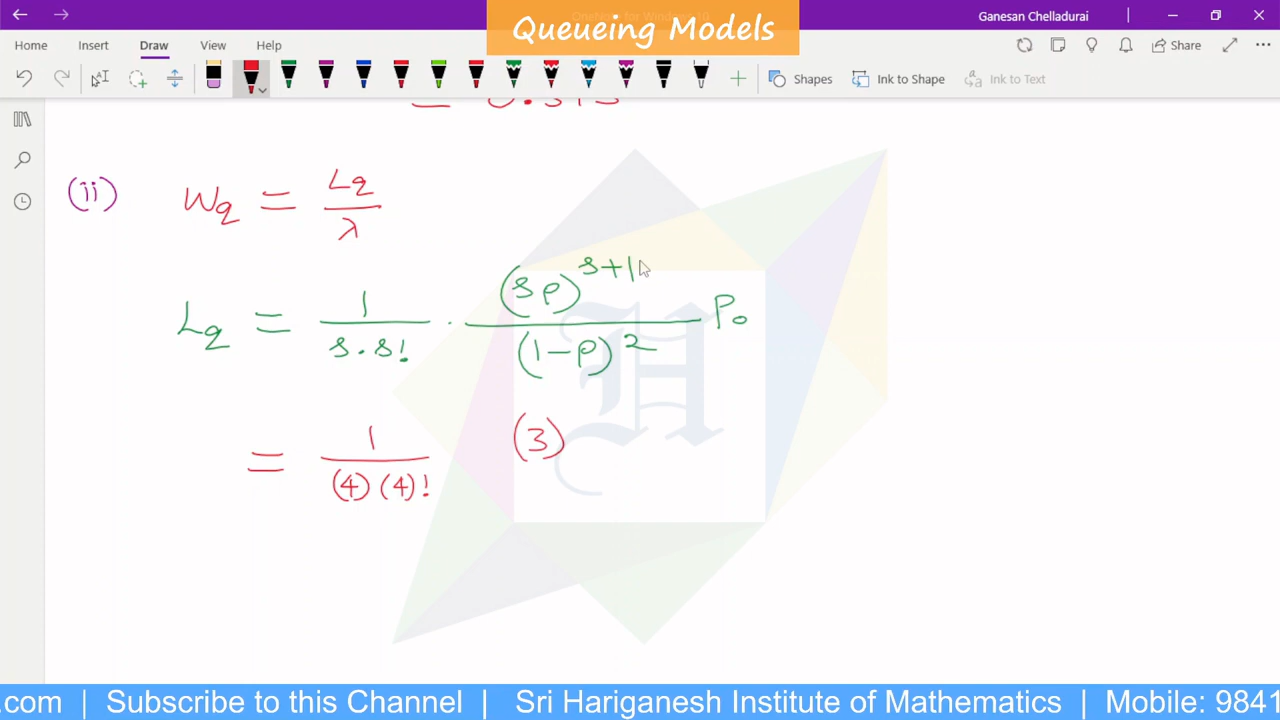 Queueing Models
Ganesan Chelladurai
Home Insert Draw View Help
Share
Shapes Ink to Shape Ink to Text
(ii) Wq = Lq / λ
Lq = 1 / s·s! · (sρ)^s+1 / (1-ρ)^2 P₀
= 1 / (4)(4)! (3)
.com | Subscribe to this Channel | Sri Hariganesh Institute of Mathematics | Mobile: 9841